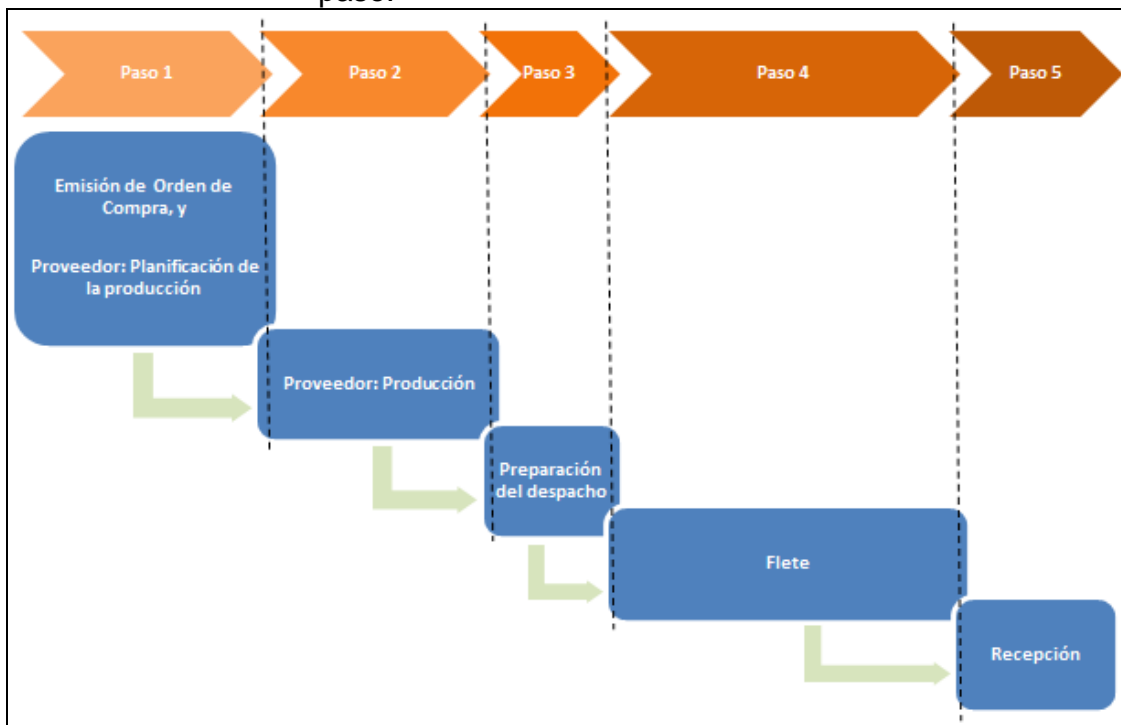 paso.
Paso 1
Paso 2
Paso 3
Paso 4
Paso 5
Emisión de Orden de
Compra, y
Proveedor: Planificación de
la producción
Proveedor: Producción
Preparación
del despacho
Flete
Recepción